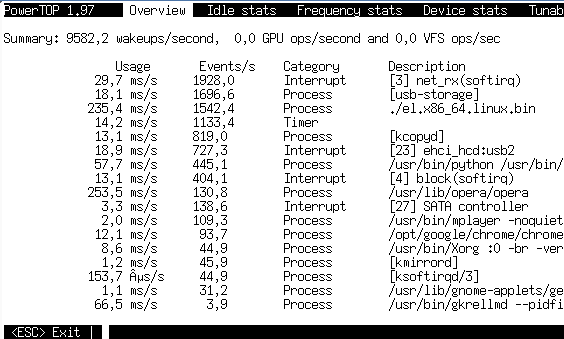 PowerTOP 1.97 Overview Idle stats Frequency stats Device stats Tunab
Summary: 9582,2 wakeups/second, 0,0 GPU ops/second and 0,0 VFS ops/sec
Usage Events/s Category Description
29,7 ms/s 1928,0 Interrupt [3] net_rx(softirq)
18,1 ms/s 1696,6 Process [usb-storage]
235,4 ms/s 1542,4 Process ./el.x86_64.linux.bin
14,2 ms/s 1133,4 Timer
13,1 ms/s 819,0 Process [kcopyd]
18,9 ms/s 727,3 Interrupt [23] ehci_hcd:usb2
57,7 ms/s 445,1 Process /usr/bin/python /usr/bin/
13,1 ms/s 404,1 Interrupt [4] block(softirq)
253,5 ms/s 130,8 Process /usr/lib/opera/opera
3,3 ms/s 138,6 Interrupt [27] SATA controller
2,0 ms/s 109,3 Process /usr/bin/mplayer -noquiet
12,1 ms/s 93,7 Process /opt/google/chrome/chrome
8,6 ms/s 44,9 Process /usr/bin/Xorg :0 -br -ver
1,2 ms/s 45,9 Process [kmirrord]
153,7 Âµs/s 44,9 Process [ksoftirqd/3]
1,1 ms/s 31,2 Process /usr/lib/gnome-applets/ge
66,5 ms/s 3,9 Process /usr/bin/gkrellmd --pidfi
<ESC> Exit |